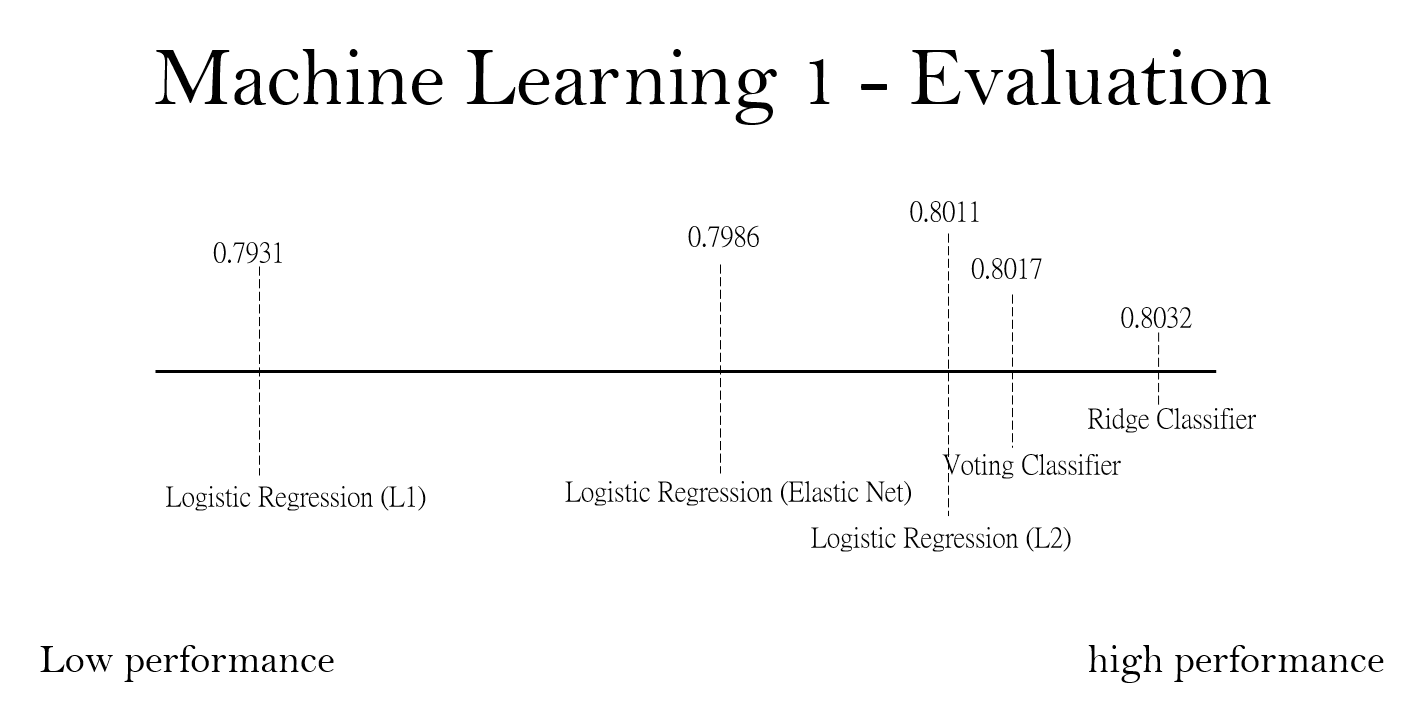 Machine Learning 1 - Evaluation
0.8011
0.7986
0.7931
0.8017
0.8032
Ridge Classifier
Voting Classifier
Logistic Regression (Elastic Net)
Logistic Regression (L1)
Logistic Regression (L2)
Low performance
high performance